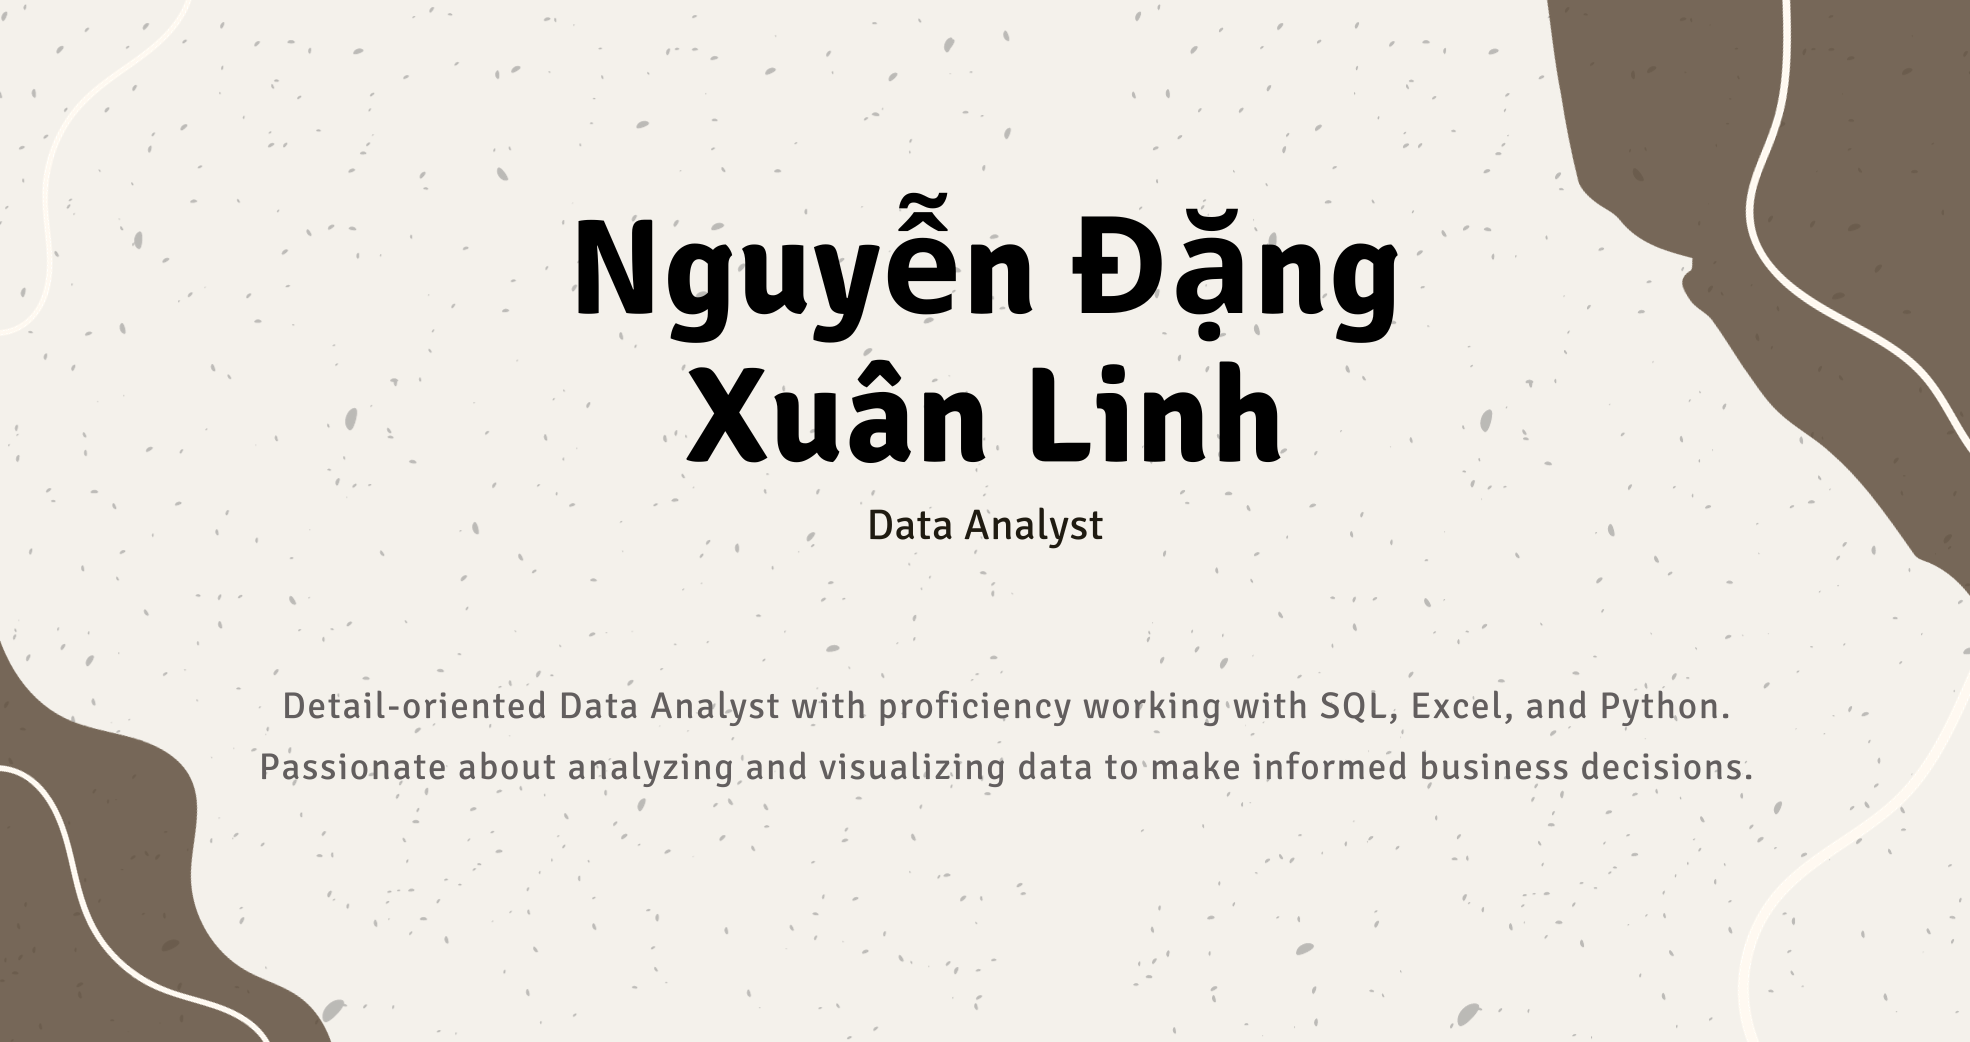 Nguyễn Đặng
Xuân Linh
Data Analyst
Detail-oriented Data Analyst with proficiency working with SQL, Excel, and Python.
Passionate about analyzing and visualizing data to make informed business decisions.